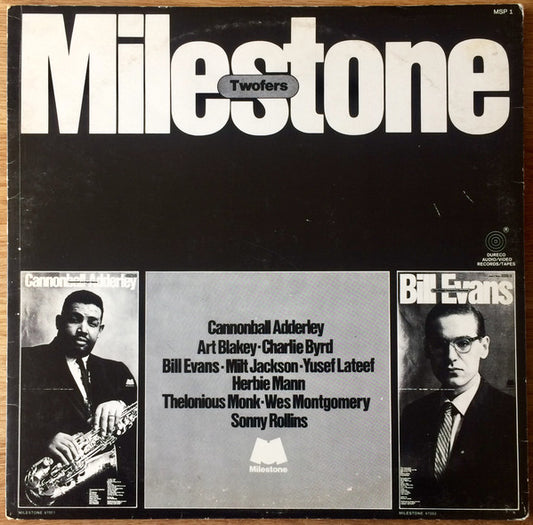 MSP 1
Milestone
Twofers
®
DURECO
AUDIO/VIDEO
RECORDS/TAPES
Cannonball Adderley
Bill Evans
Cannonball Adderley
Art Blakey·Charlie Byrd
Bill Evans·Milt Jackson·Yusef Lateef
Herbie Mann
Thelonious Monk·Wes Montgomery
Sonny Rollins
Milestone
MILESTONE 47001
MILESTONE 47002